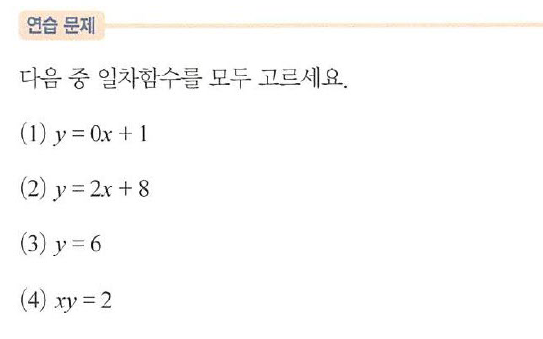 연습 문제
다음 중 일차함수를 모두 고르세요.
(1) y = 0x + 1
(2) y = 2x + 8
(3) y = 6
(4) xy = 2